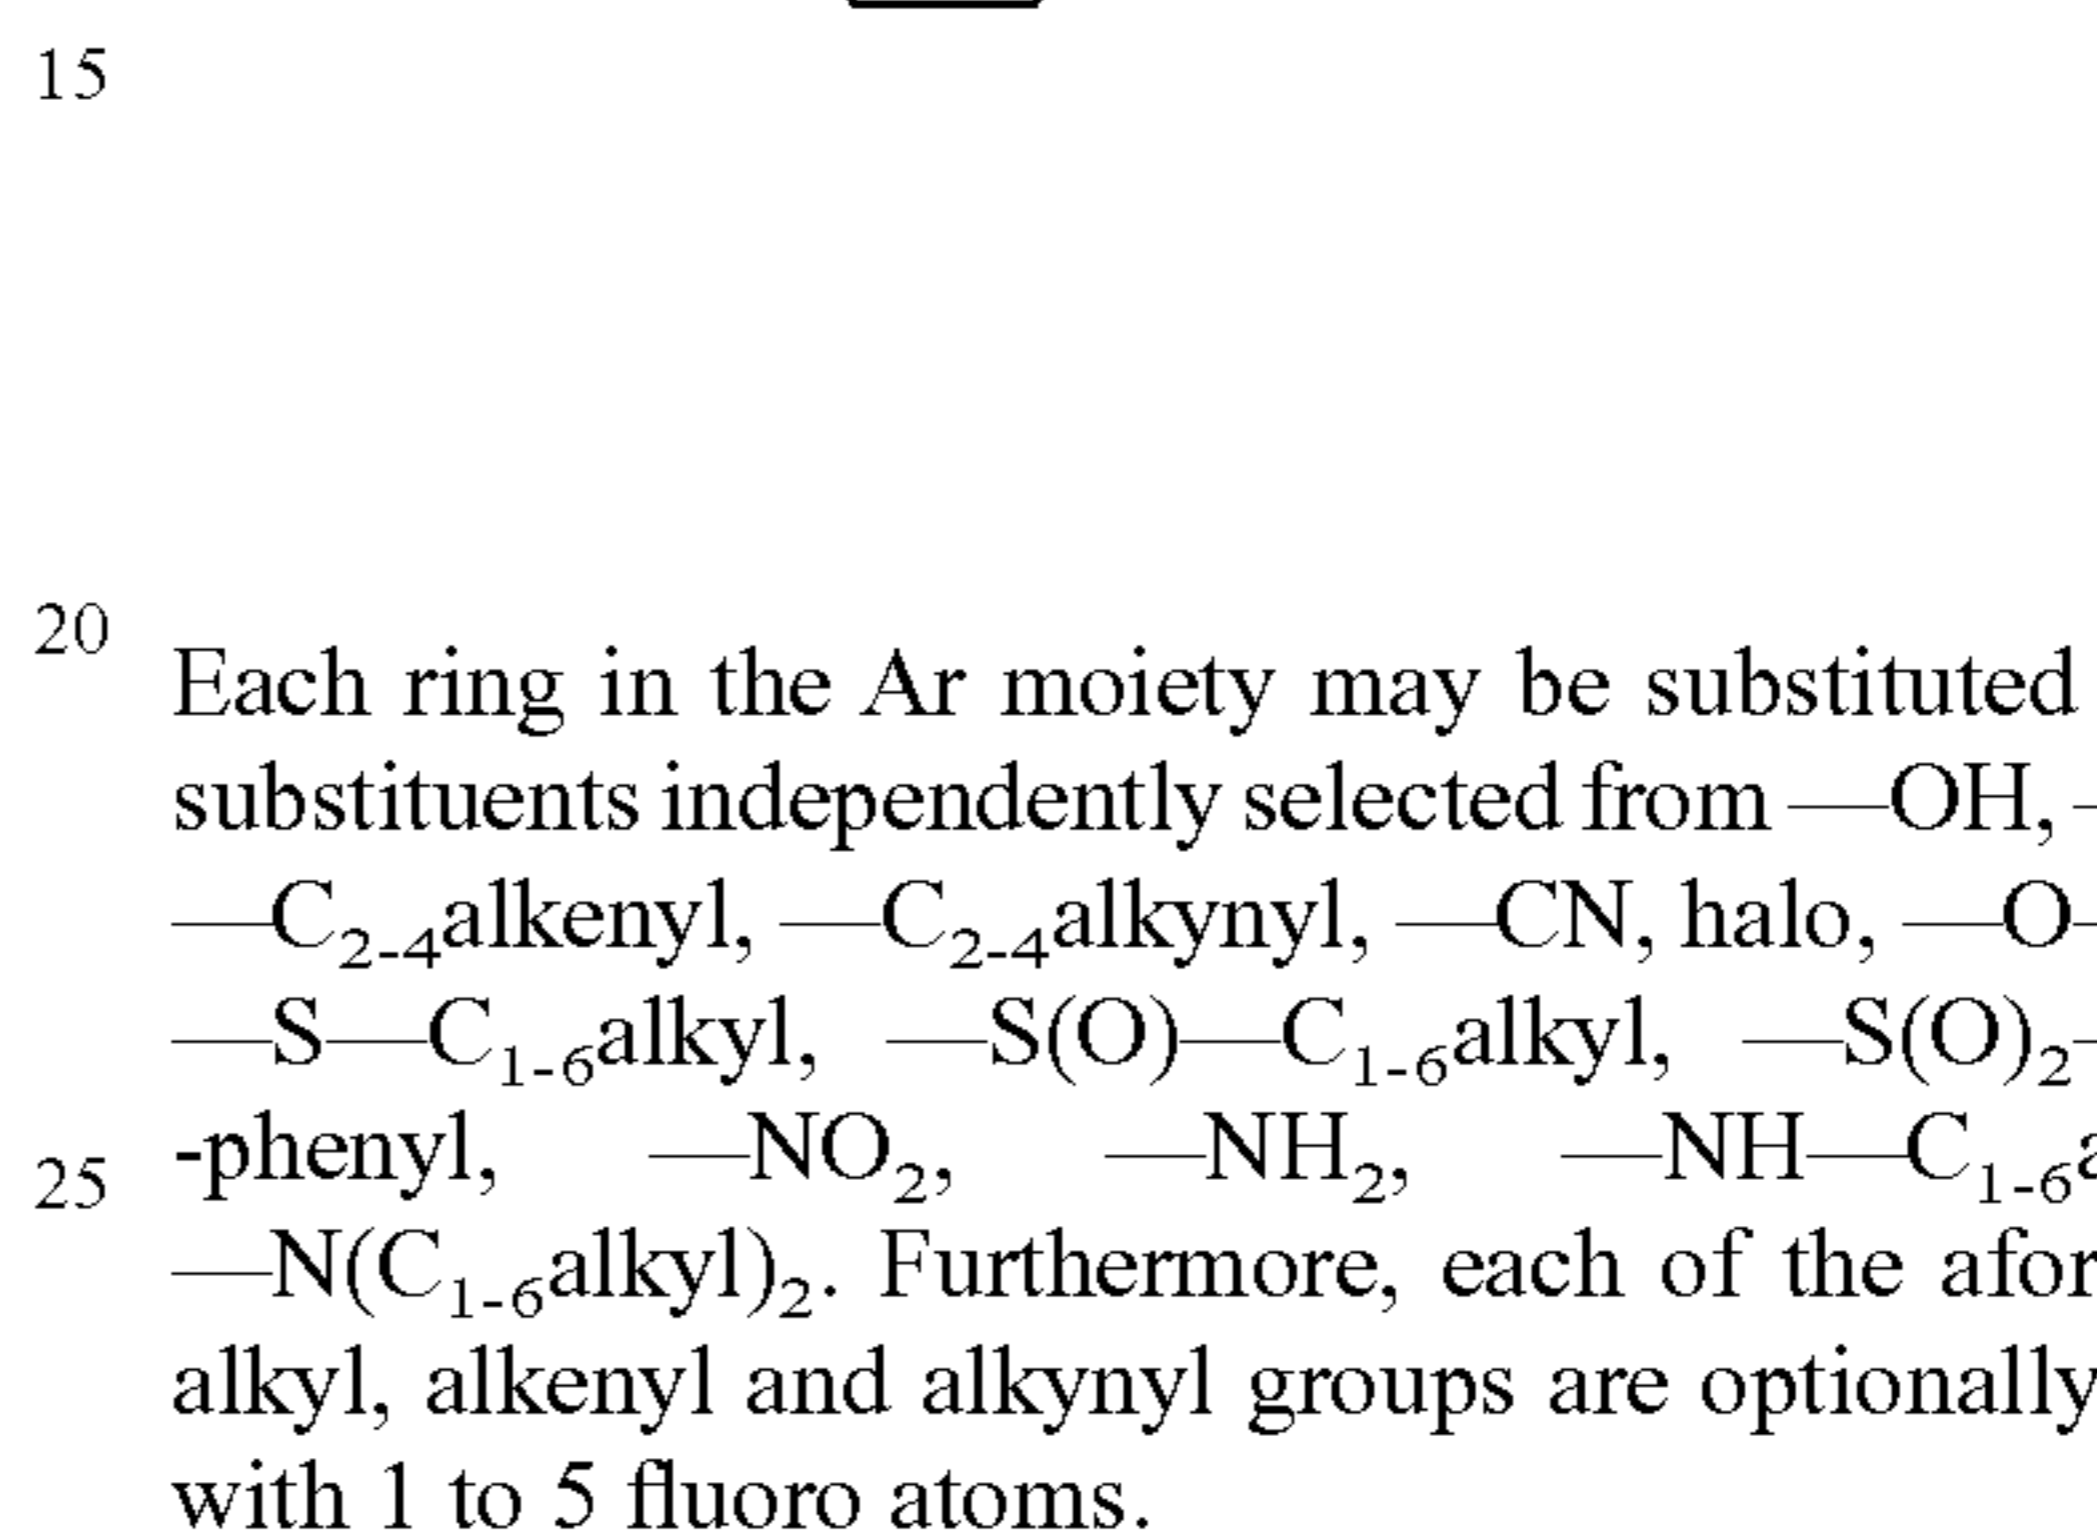 15
20
Each ring in the Ar moiety may be substituted
substituents independently selected from —OH,
—C₂₋₄alkenyl, —C₂₋₄alkynyl, —CN, halo, —O—
—S—C₁₋₆alkyl, —S(O)—C₁₋₆alkyl, —S(O)₂—
-phenyl, —NO₂, —NH₂, —NH—C₁₋₆
25
—N(C₁₋₆alkyl)₂. Furthermore, each of the
alkyl, alkenyl and alkynyl groups are optionally
with 1 to 5 fluoro atoms.